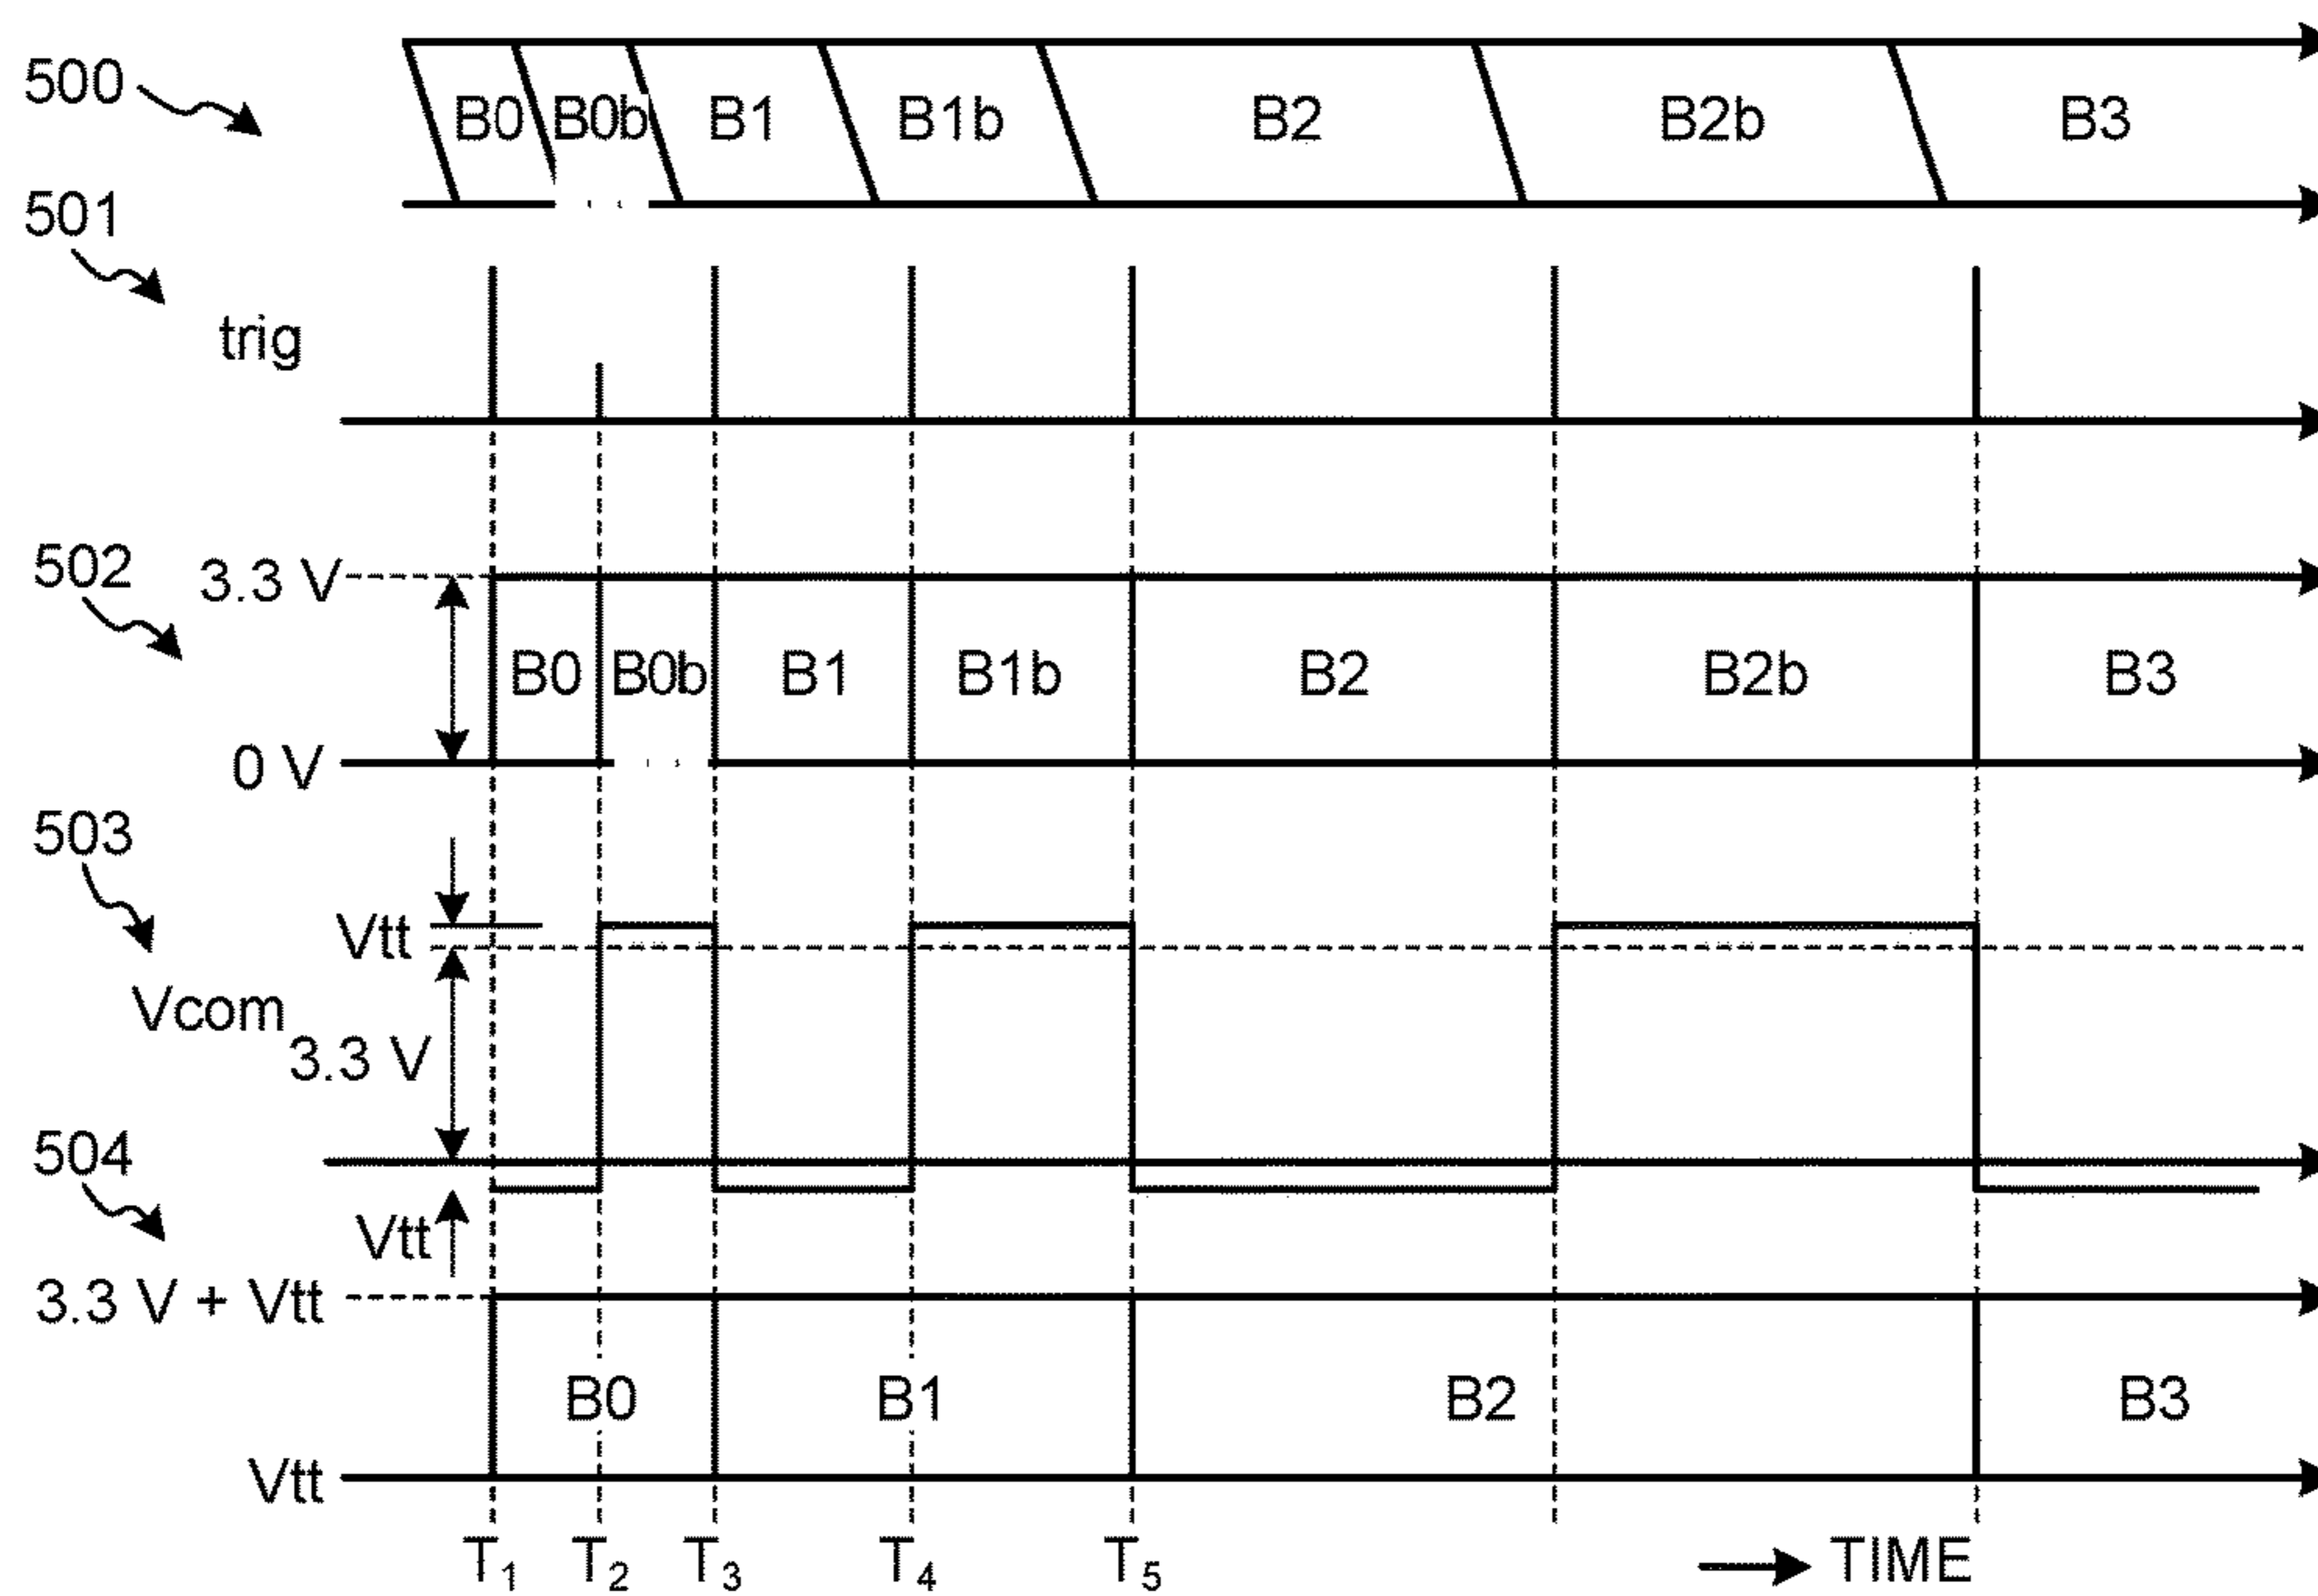 500
B0 B0b B1 B1b B2 B2b B3
501
trig
502
3.3 V
B0 B0b B1 B1b B2 B2b B3
0 V
503
Vtt
Vcom
3.3 V
504
Vtt
3.3 V + Vtt
B0 B1 B2 B3
Vtt
T1 T2 T3 T4 T5 TIME